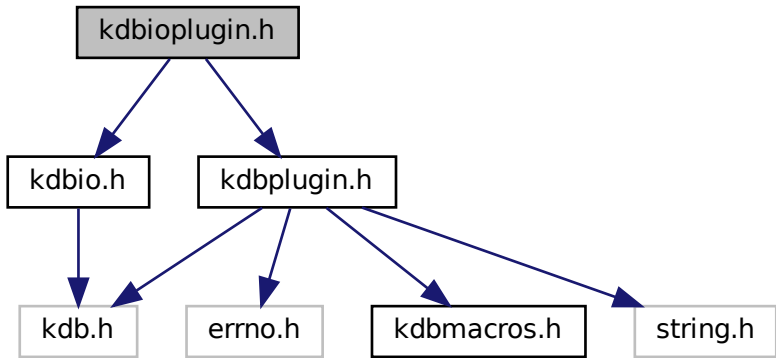 kdbioplugin.h
kdbio.h
kdbplugin.h
kdb.h
errno.h
kdbmacros.h
string.h